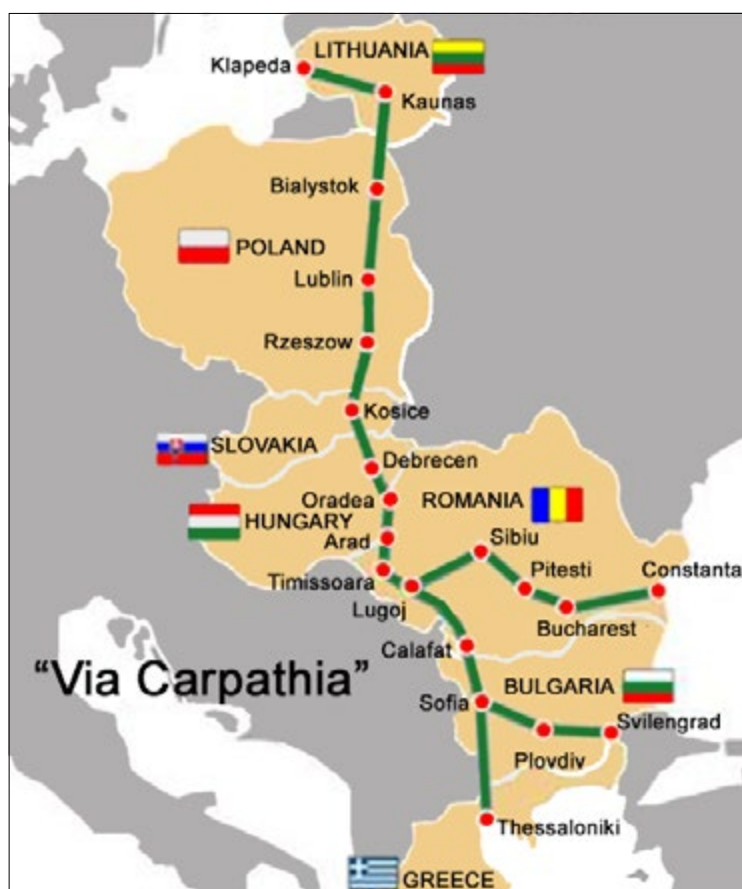 LITHUANIA
Klapeda
Kaunas
Bialystok
POLAND
Lublin
Rzeszow
Kosice
SLOVAKIA
Debrecen
Oradea
ROMANIA
HUNGARY
Arad
Sibiu
Timissoara
Pitesti
Constanta
Lugoj
Bucharest
Calafat
“Via Carpathia”
BULGARIA
Sofia
Svilengrad
Plovdiv
Thessaloniki
GREECE